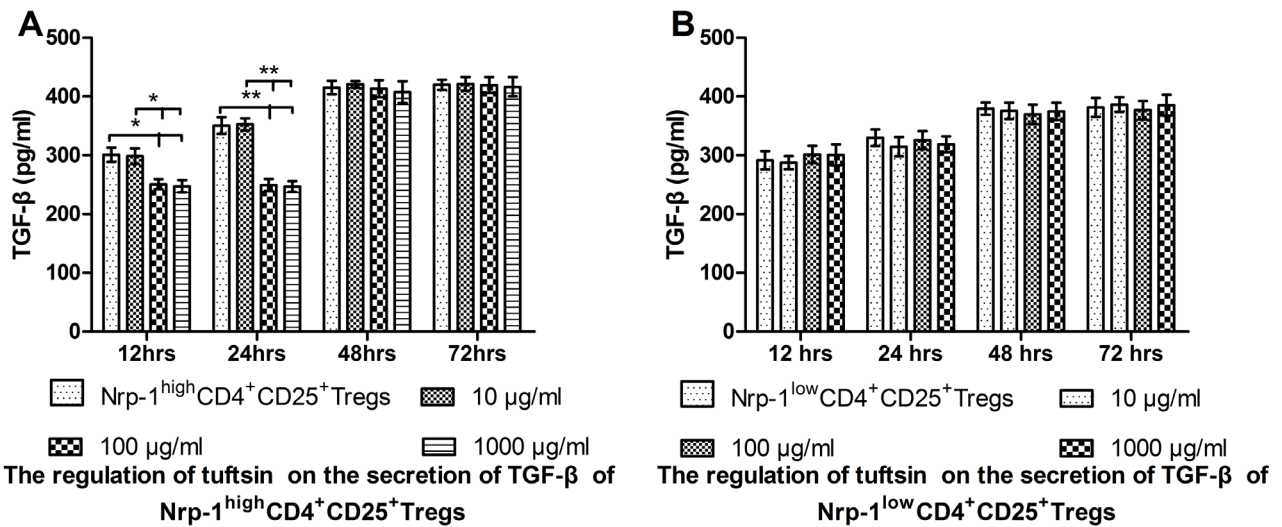 A
TGF-β (pg/ml)
500
400
300
200
100
0
*
*
**
**
12hrs 24hrs 48hrs 72hrs
Nrp-1highCD4+CD25+Tregs 10 μg/ml
100 μg/ml 1000 μg/ml
The regulation of tuftsin on the secretion of TGF-β of
Nrp-1highCD4+CD25+Tregs
B
TGF-β (pg/ml)
500
400
300
200
100
0
12 hrs 24 hrs 48 hrs 72 hrs
Nrp-1lowCD4+CD25+Tregs 10 μg/ml
100 μg/ml 1000 μg/ml
The regulation of tuftsin on the secretion of TGF-β of
Nrp-1lowCD4+CD25+Tregs